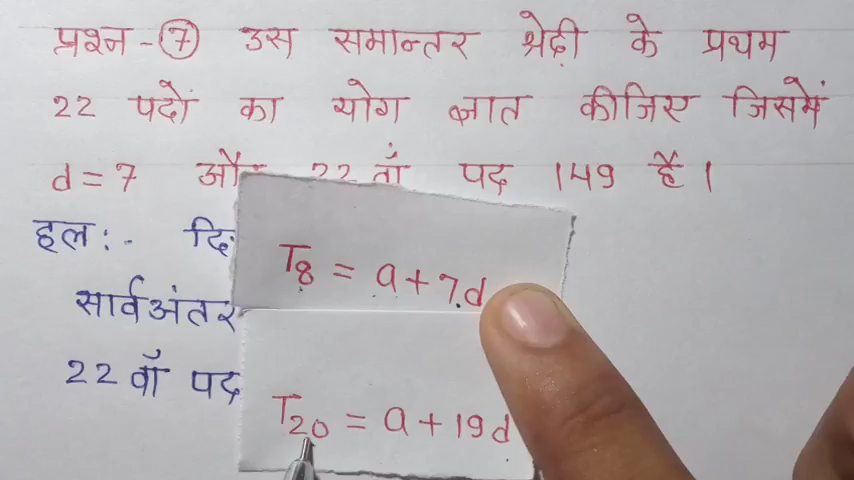 प्रश्न - 7 उस समान्तर श्रेढ़ी के प्रथम
22 पदों का योग ज्ञात कीजिए जिसमें
d = 7 और 22 वाँ पद 149 है।
हल :-
T8 = a + 7d
सार्वअंतर
22 वाँ पद
T20 = a + 19d